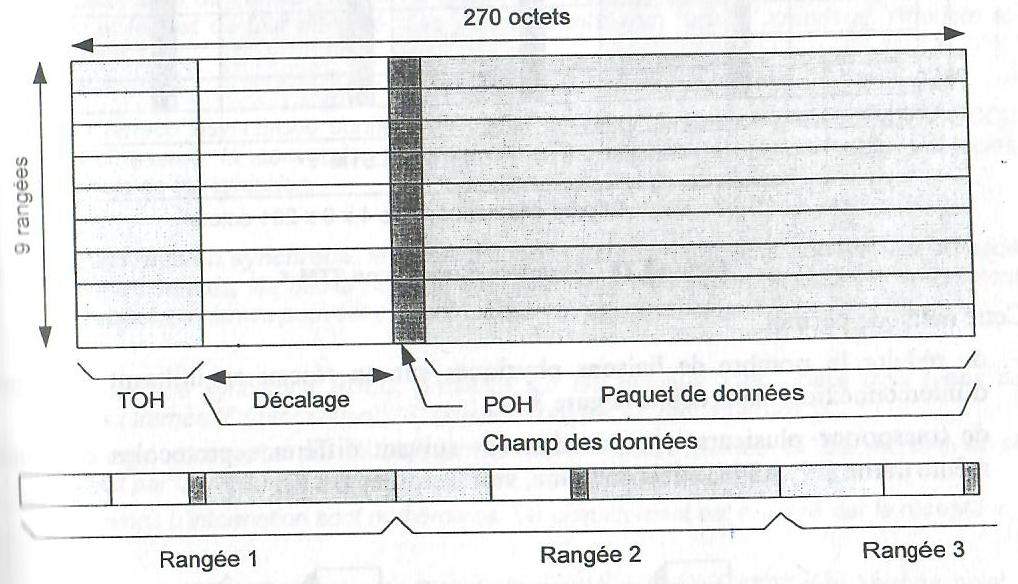 270 octets
9 rangées
TOH
Décalage
POH
Paquet de données
Champ des données
Rangée 1
Rangée 2
Rangée 3